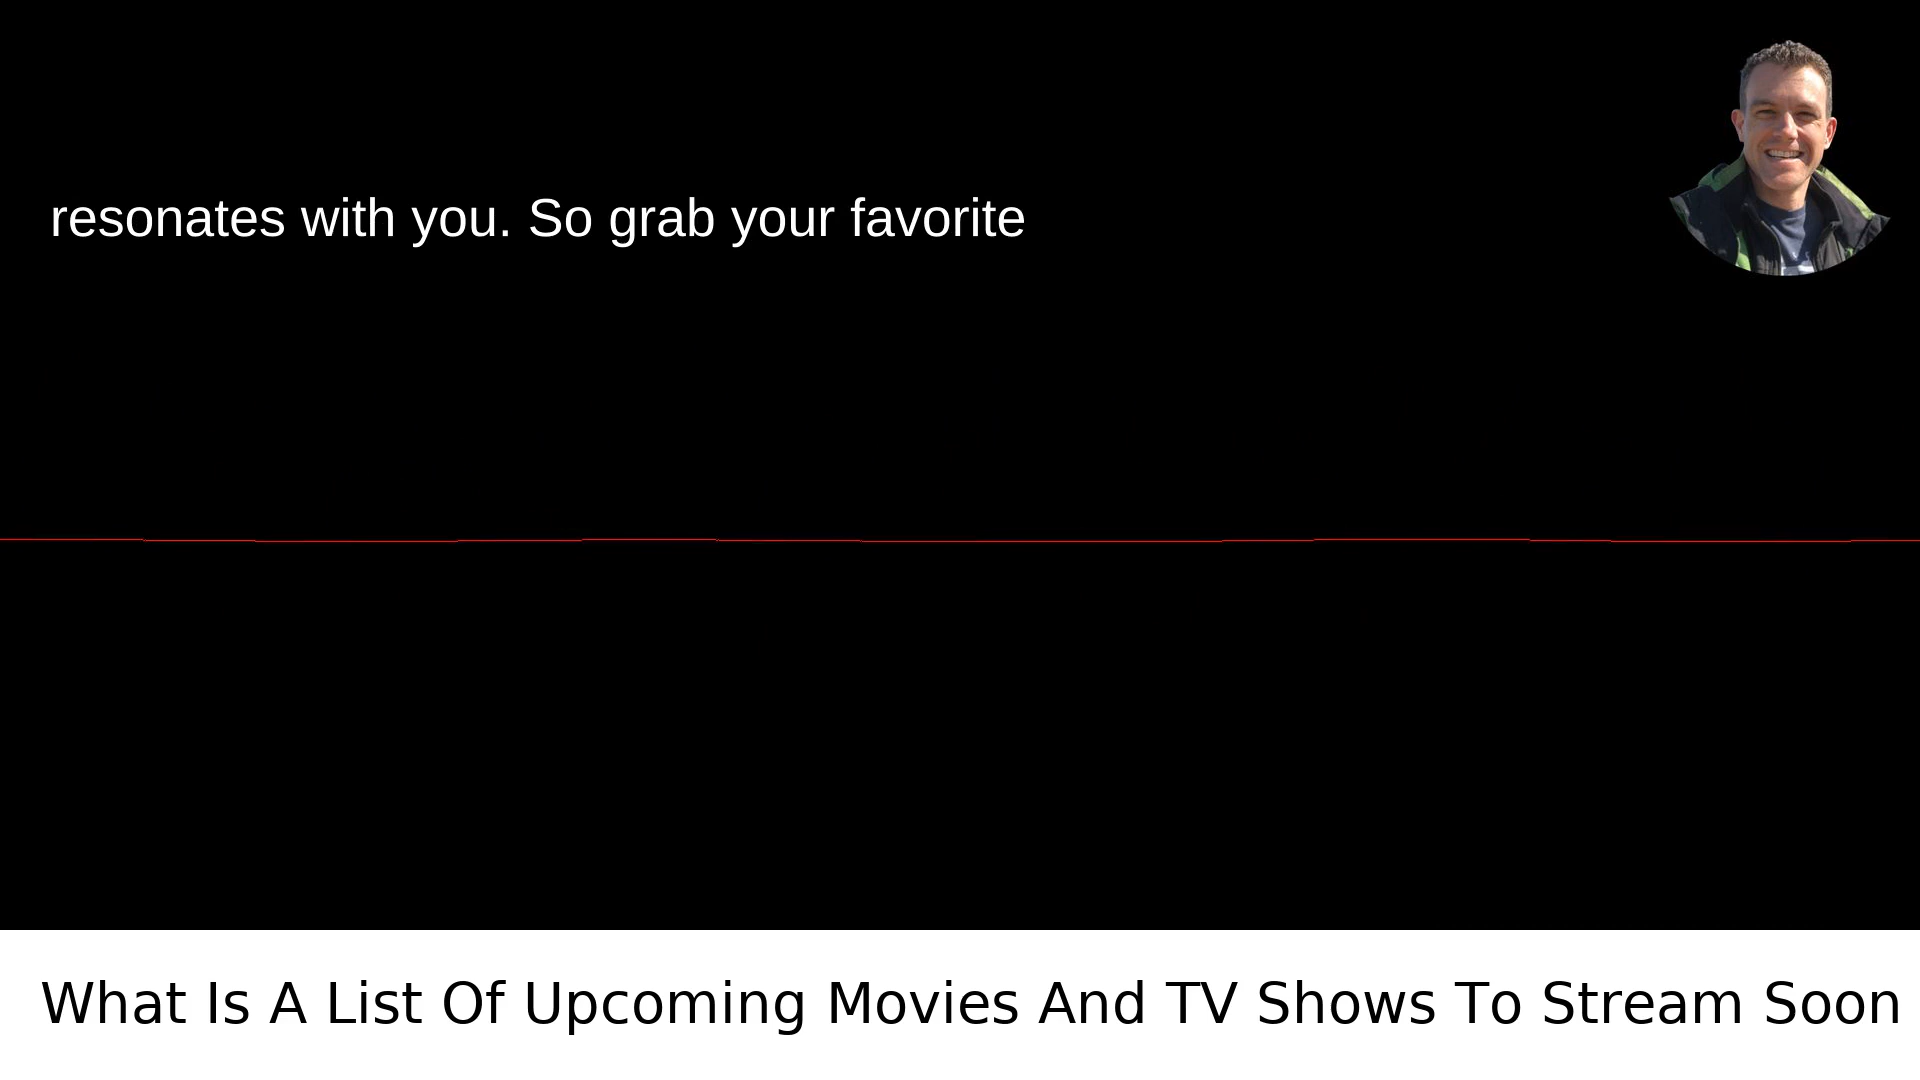 resonates with you. So grab your favorite
What Is A List Of Upcoming Movies And TV Shows To Stream Soon